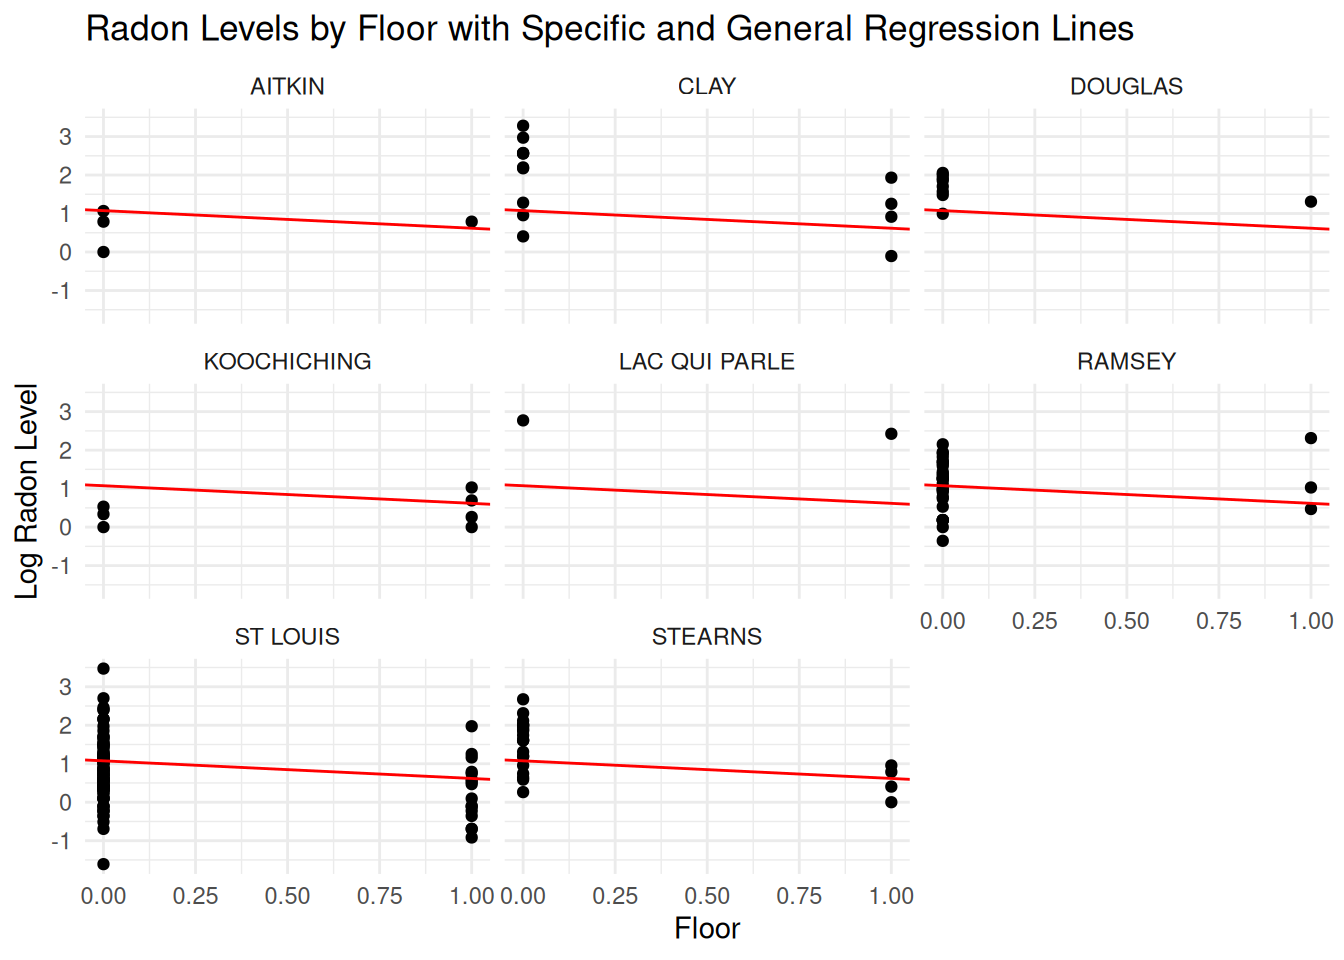 Radon Levels by Floor with Specific and General Regression Lines
AITKIN CLAY DOUGLAS
3
2
1
0
-1
KOOCHICHING LAC QUI PARLE RAMSEY
3
2
1
0
-1
Log Radon Level
0.00 0.25 0.50 0.75 1.00
ST LOUIS STEARNS
3
2
1
0
-1
0.00 0.25 0.50 0.75 1.00 0.00 0.25 0.50 0.75 1.00
Floor